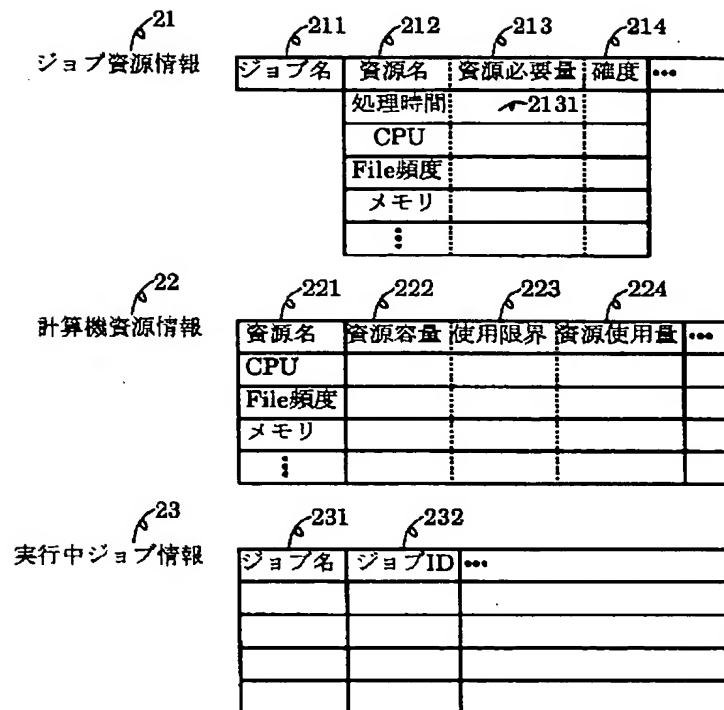 21 211 212 213 214
ジョブ資源情報 ジョブ名 資源名 資源必要量 確度 •••
処理時間 2131
CPU
File頻度
メモリ
⋮
22 221 222 223 224
計算機資源情報 資源名 資源容量 使用限界 資源使用量 •••
CPU
File頻度
メモリ
⋮
23 231 232
実行中ジョブ情報 ジョブ名 ジョブID •••